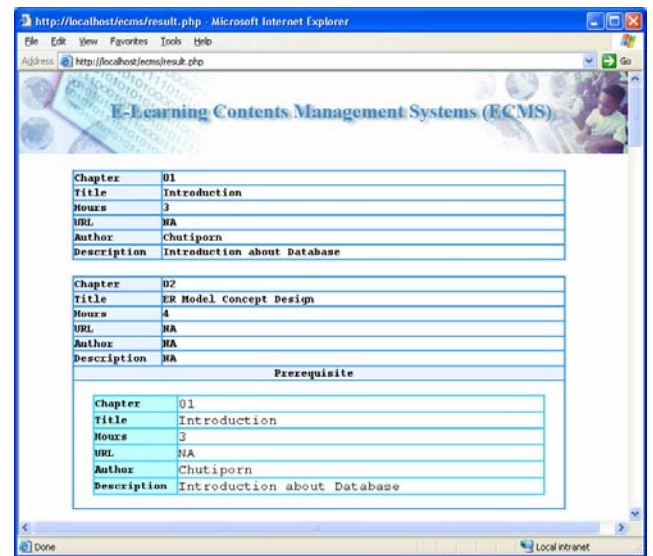 http://localhost/ecms/result.php - Microsoft Internet Explorer
File Edit View Favorites Tools Help
Address http://localhost/ecms/result.php Go
E-Learning Contents Management Systems (ECMS)
Chapter 01
Title Introduction
Hours 3
URL NA
Author Chutiporn
Description Introduction about Database
Chapter 02
Title ER Model Concept Design
Hours 4
URL NA
Author NA
Description NA
Prerequisite
Chapter 01
Title Introduction
Hours 3
URL NA
Author Chutiporn
Description Introduction about Database
Done Local intranet